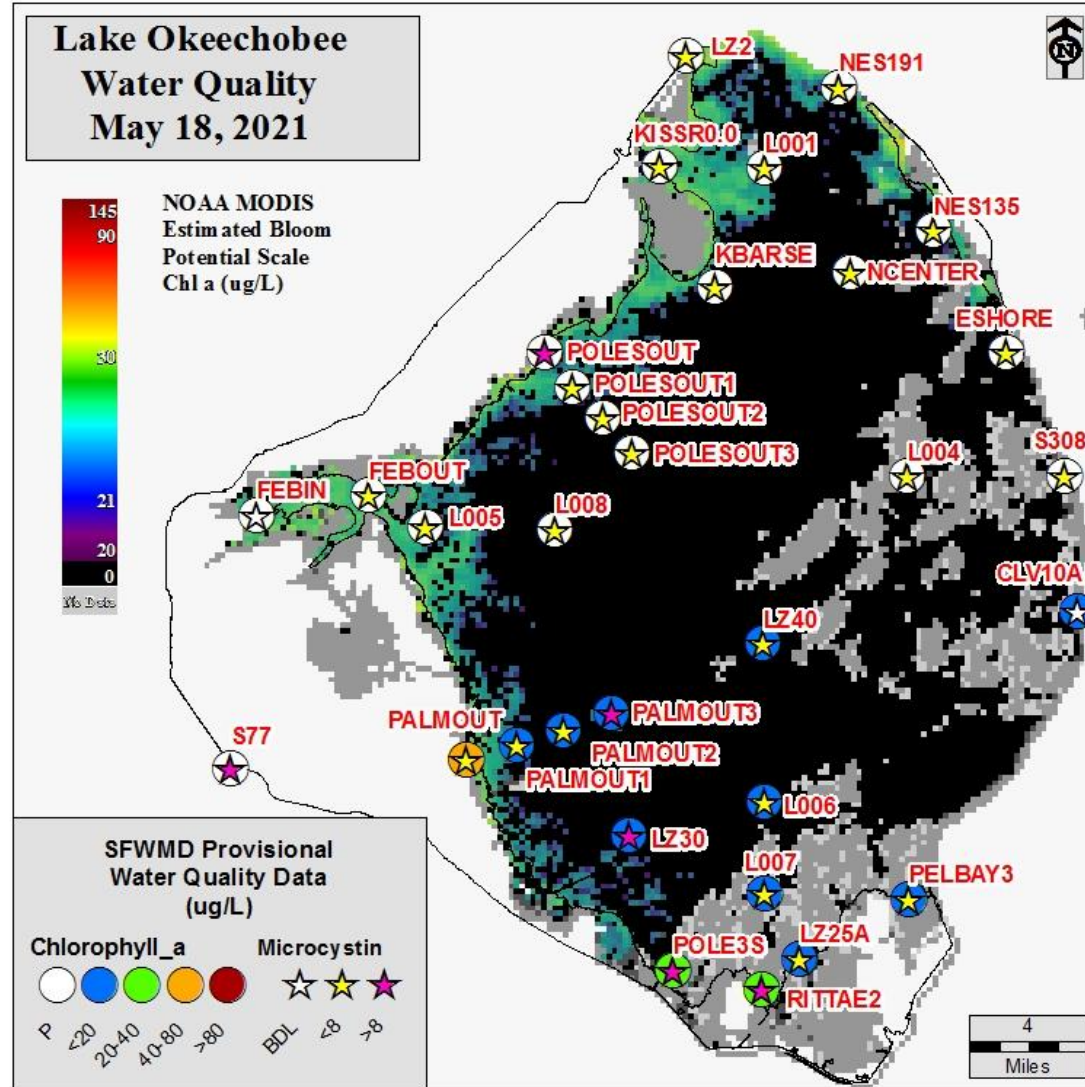 Lake Okeechobee
Water Quality
May 18, 2021
N
LZ2
NES191
KISSR0.0
L001
145
90
30
21
20
0
No Data
NOAA MODIS
Estimated Bloom
Potential Scale
Chl a (ug/L)
NES135
KBARSE
NCENTER
ESHORE
POLESOUT
POLESOUT1
POLESOUT2
POLESOUT3
L004
S308
FEBIN
FEBOUT
L005
L008
CLV10A
LZ40
PALMOUT
PALMOUT3
PALMOUT2
PALMOUT1
S77
L006
LZ30
L007
PELBAY3
POLE3S
LZ25A
RITTAE2
SFWMD Provisional
Water Quality Data
(ug/L)
Chlorophyll_a Microcystin
P <20 20-40 40-80 >80 BDL <8 >8
4
Miles